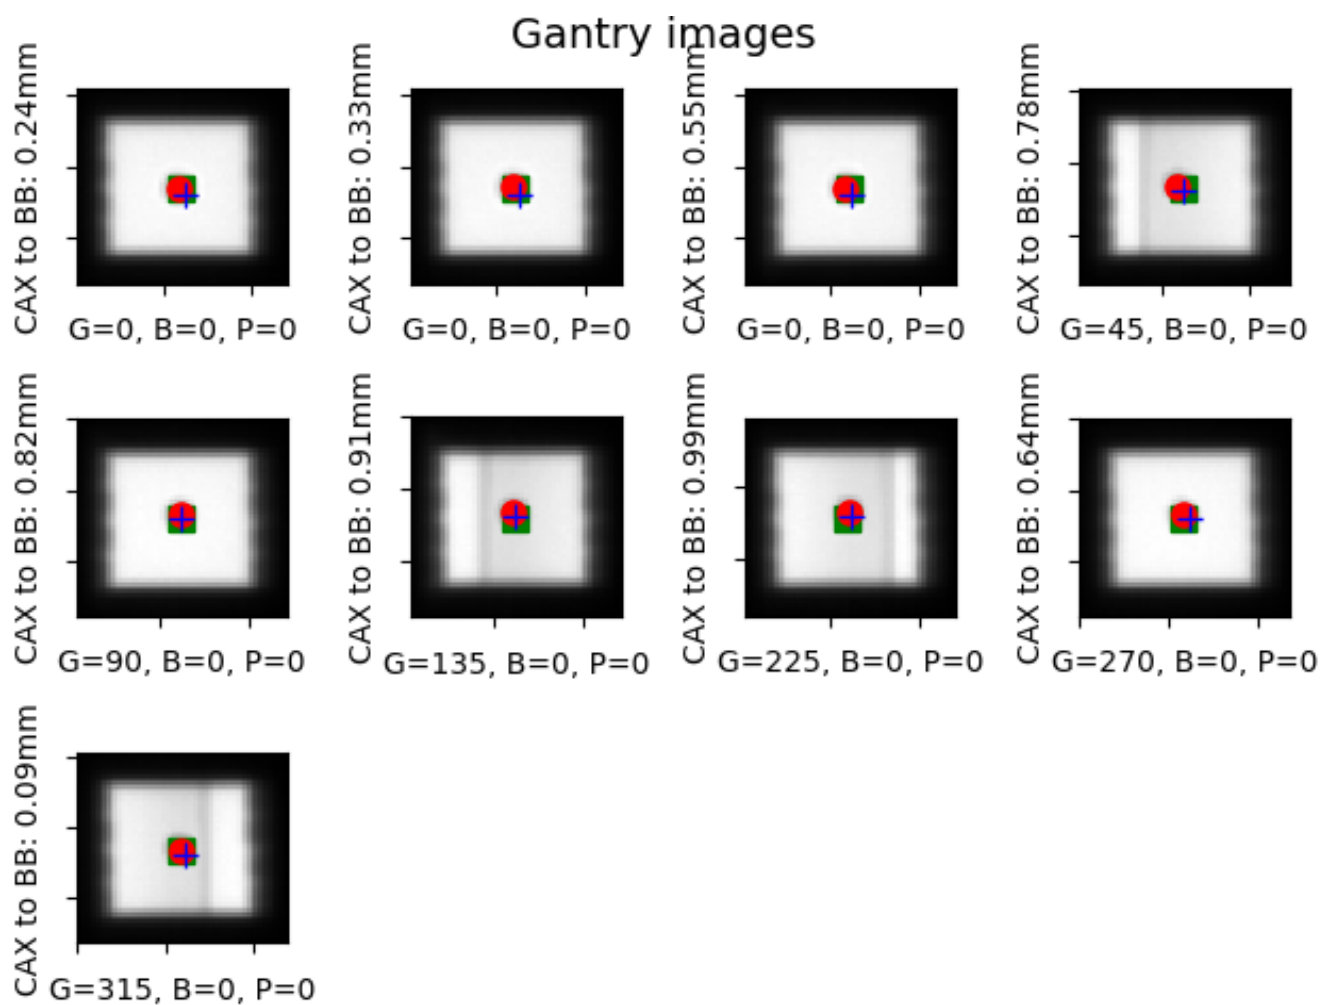 Gantry images
CAX to BB: 0.24mm
G=0, B=0, P=0
CAX to BB: 0.33mm
G=0, B=0, P=0
CAX to BB: 0.55mm
G=0, B=0, P=0
CAX to BB: 0.78mm
G=45, B=0, P=0
CAX to BB: 0.82mm
G=90, B=0, P=0
CAX to BB: 0.91mm
G=135, B=0, P=0
CAX to BB: 0.99mm
G=225, B=0, P=0
CAX to BB: 0.64mm
G=270, B=0, P=0
CAX to BB: 0.09mm
G=315, B=0, P=0